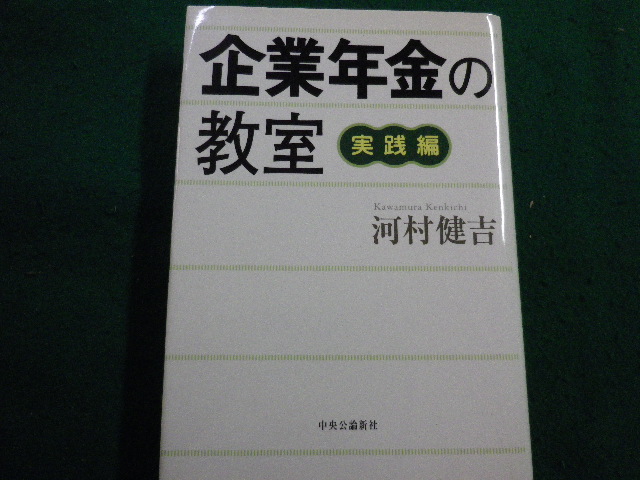 企業年金の
教室 実践編
Kawamura Kenkichi
河村健吉
中央公論新社